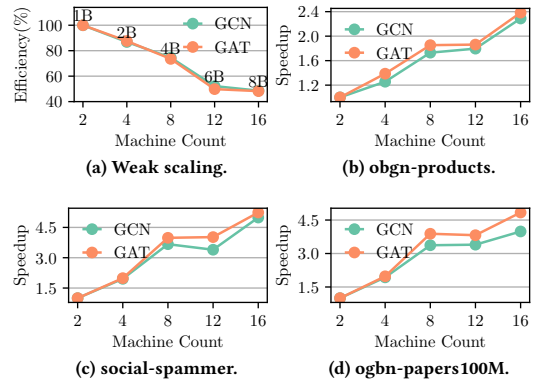 Efficiency(%)
100
80
60
40
1B
2B
4B
6B
8B
GCN
GAT
2 4 8 12 16
Machine Count
(a) Weak scaling.
Speedup
2.4
2.0
1.6
1.2
GCN
GAT
2 4 8 12 16
Machine Count
(b) obgn-products.
Speedup
4.5
3.0
1.5
GCN
GAT
2 4 8 12 16
Machine Count
(c) social-spammer.
Speedup
4.5
3.0
1.5
GCN
GAT
2 4 8 12 16
Machine Count
(d) ogbn-papers100M.